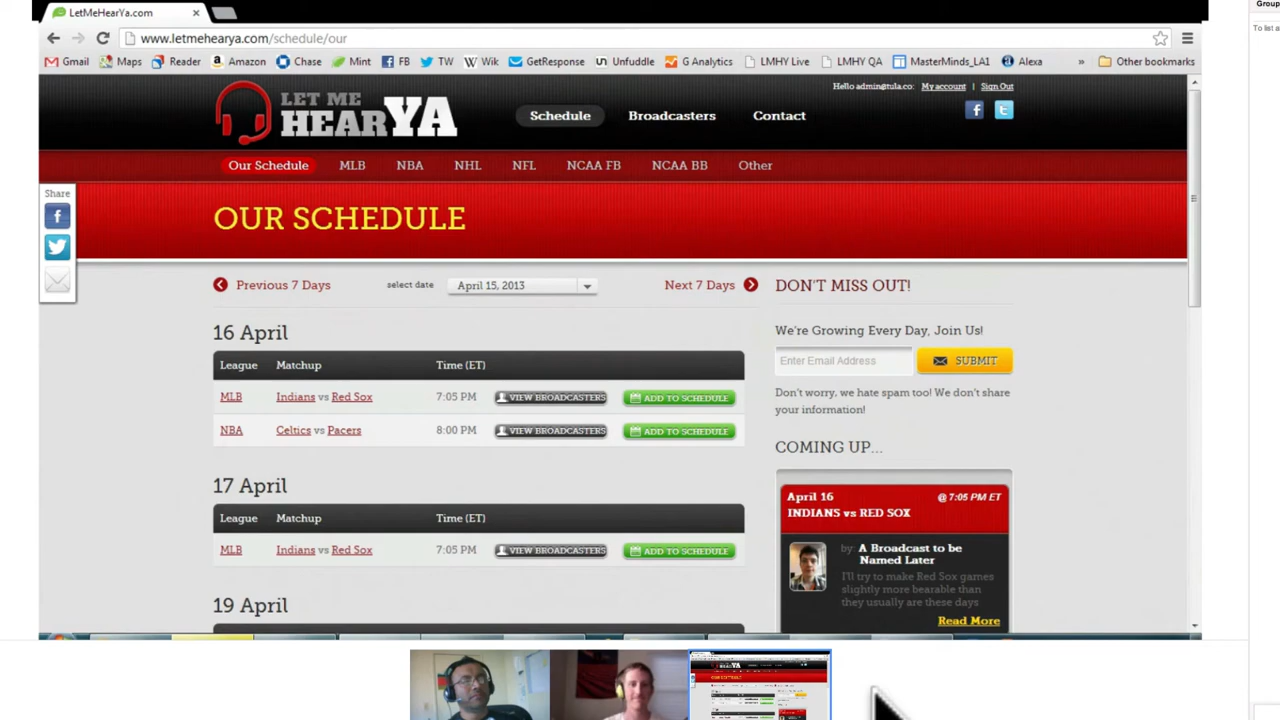 Group
To list a
LetMeHearYa.com
www.letmehearya.com/schedule/our
Gmail Maps Reader Amazon Chase Mint FB TW Wik GetResponse Unfuddle G Analytics LMHY Live LMHY QA MasterMinds_LA1 Alexa » Other bookmarks
Hello admin@tula.co: My account | Sign Out
LET ME HEAR YA
Schedule Broadcasters Contact
Our Schedule MLB NBA NHL NFL NCAA FB NCAA BB Other
Share
OUR SCHEDULE
Previous 7 Days select date April 15, 2013 Next 7 Days
16 April
League Matchup Time (ET)
MLB Indians vs Red Sox 7:05 PM VIEW BROADCASTERS ADD TO SCHEDULE
NBA Celtics vs Pacers 8:00 PM VIEW BROADCASTERS ADD TO SCHEDULE
17 April
League Matchup Time (ET)
MLB Indians vs Red Sox 7:05 PM VIEW BROADCASTERS ADD TO SCHEDULE
19 April
DON'T MISS OUT!
We're Growing Every Day, Join Us!
Enter Email Address SUBMIT
Don't worry, we hate spam too! We don't share
your information!
COMING UP...
April 16 @ 7:05 PM ET
INDIANS vs RED SOX
by: A Broadcast to be
Named Later
I'll try to make Red Sox games
slightly more bearable than
they usually are these days
Read More